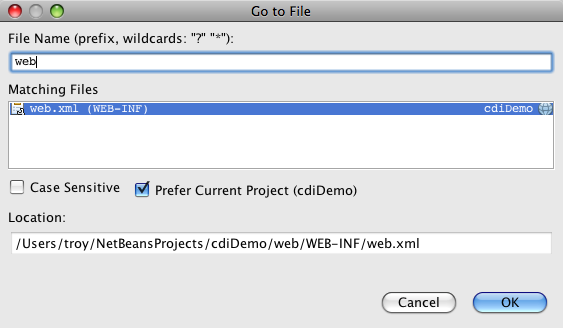 Go to File
File Name (prefix, wildcards: "?" "*"):
web
Matching Files
web.xml (WEB-INF) cdiDemo
Case Sensitive Prefer Current Project (cdiDemo)
Location:
/Users/troy/NetBeansProjects/cdiDemo/web/WEB-INF/web.xml
Cancel OK